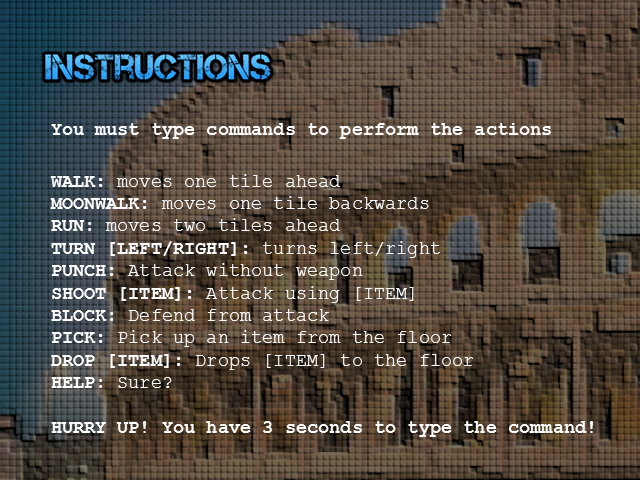 INSTRUCTIONS
You must type commands to perform the actions
WALK: moves one tile ahead
MOONWALK: moves one tile backwards
RUN: moves two tiles ahead
TURN [LEFT/RIGHT]: turns left/right
PUNCH: Attack without weapon
SHOOT [ITEM]: Attack using [ITEM]
BLOCK: Defend from attack
PICK: Pick up an item from the floor
DROP [ITEM]: Drops [ITEM] to the floor
HELP: Sure?
HURRY UP! You have 3 seconds to type the command!